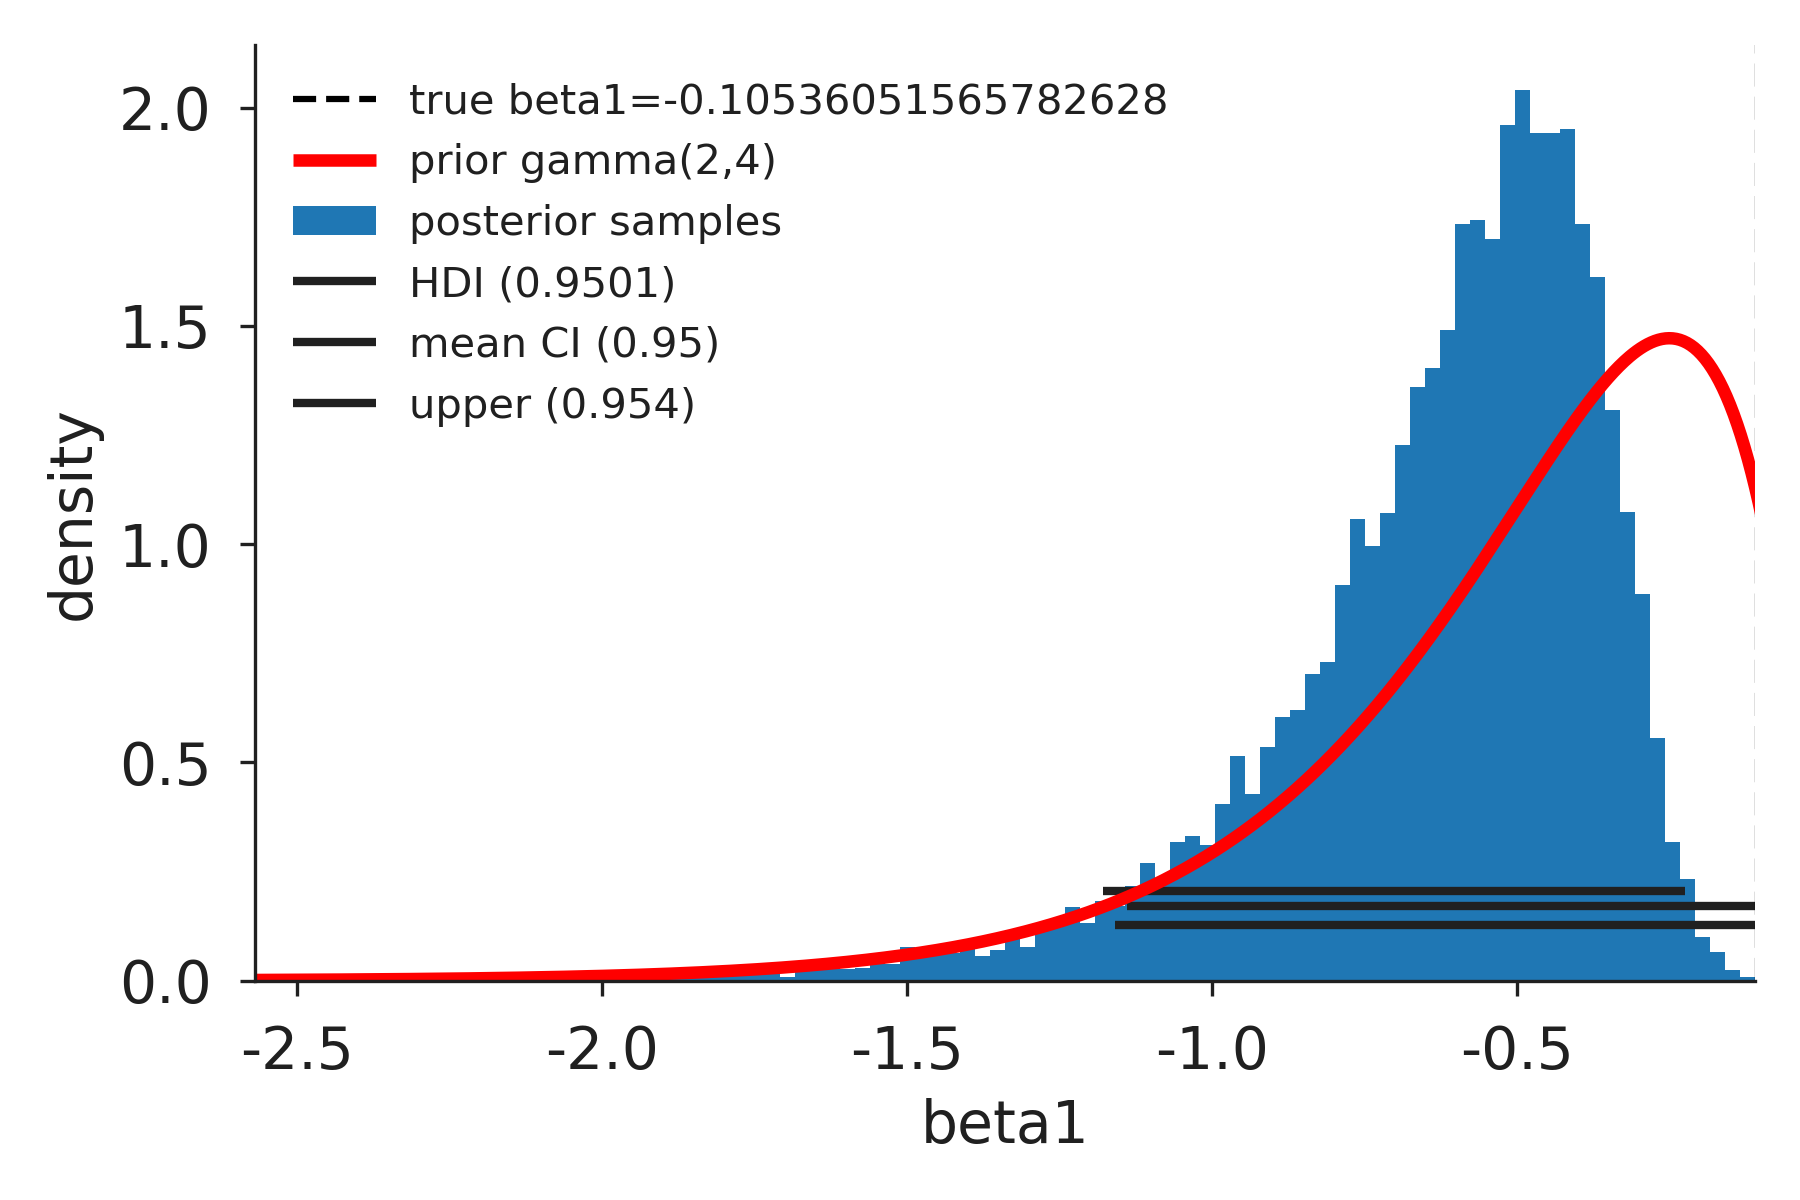 true beta1=-0.10536051565782628
prior gamma(2,4)
posterior samples
HDI (0.9501)
mean CI (0.95)
upper (0.954)
density
2.0
1.5
1.0
0.5
0.0
-2.5 -2.0 -1.5 -1.0 -0.5
beta1